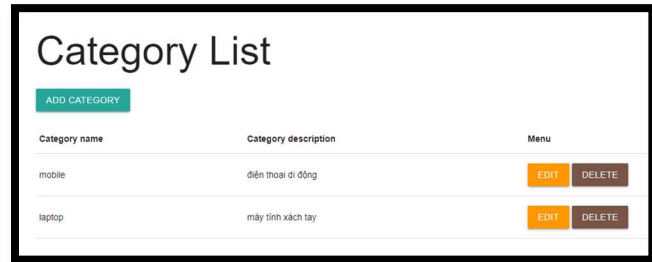 Category List
ADD CATEGORY
Category name Category description Menu
mobile điện thoại di động EDIT DELETE
laptop máy tính xách tay EDIT DELETE